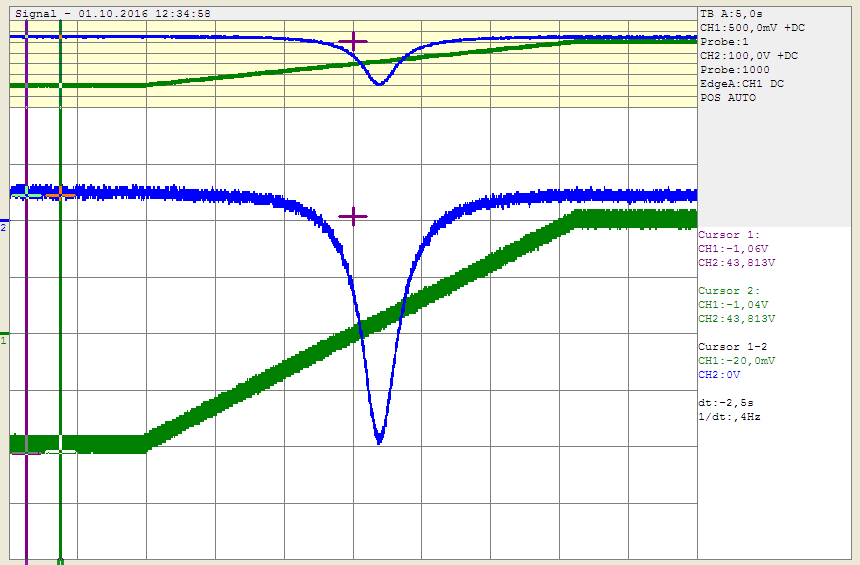 Signal - 01.10.2016 12:34:58
TB A:5,0s
CH1:500,0mV +DC
Probe:1
CH2:100,0V +DC
Probe:1000
EdgeA:CH1 DC
POS AUTO
2
1
Cursor 1:
CH1:-1,06V
CH2:43,813V
Cursor 2:
CH1:-1,04V
CH2:43,813V
Cursor 1-2
CH1:-20,0mV
CH2:0V
dt:-2,5s
1/dt:,4Hz